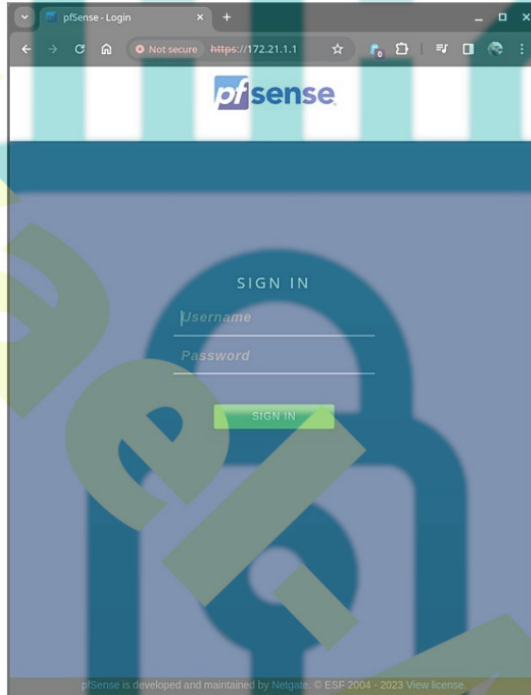 pfSense - Login
Not secure https://172.21.1.1
pfsense
SIGN IN
Username
Password
SIGN IN
pfSense is developed and maintained by Netgate. © ESF 2004 - 2023 View license.